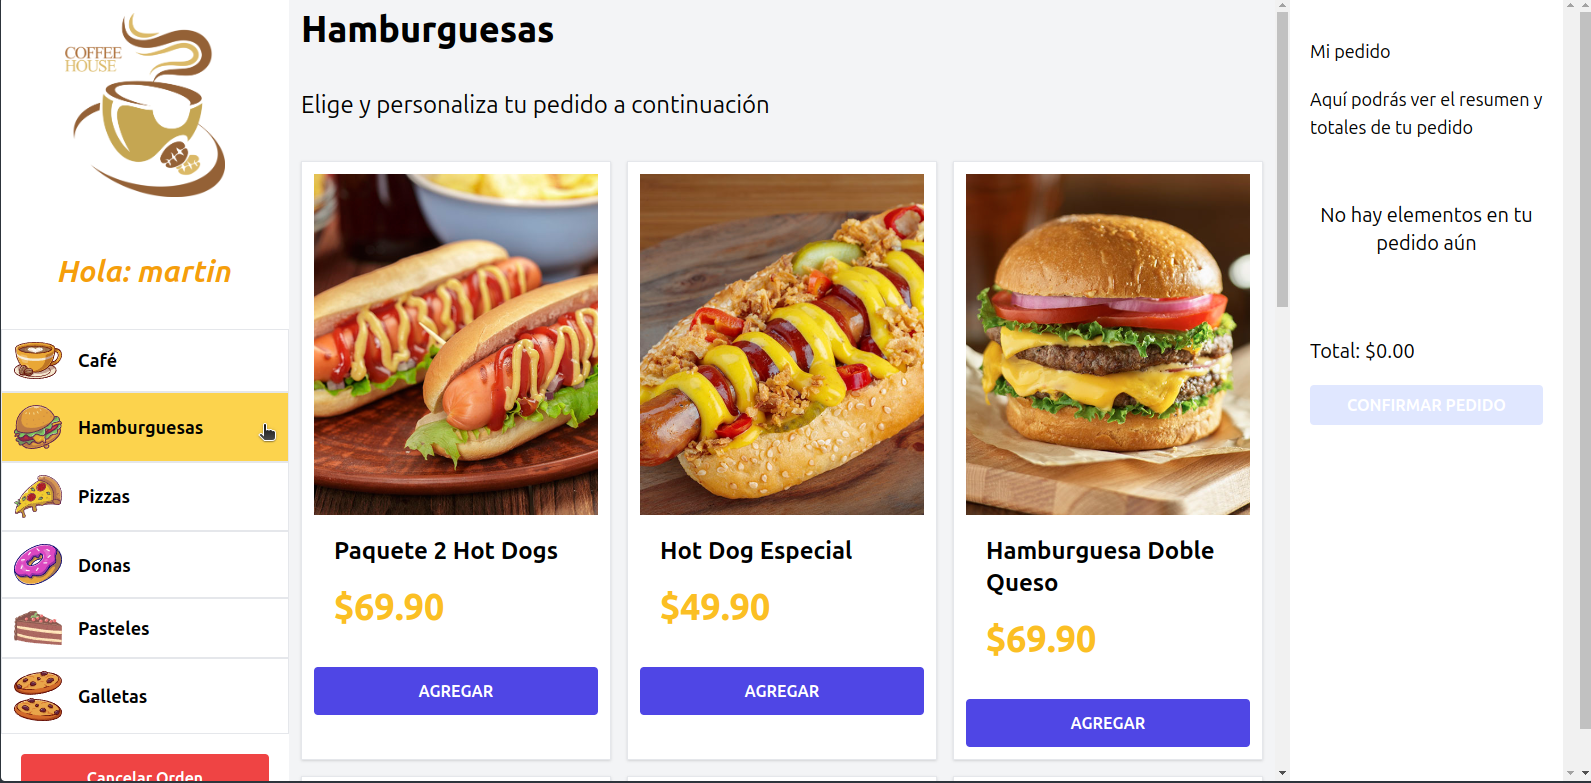 COFFEE
HOUSE
Hola: martin
Café
Hamburguesas
Pizzas
Donas
Pasteles
Galletas
Cancelar Orden
Hamburguesas
Elige y personaliza tu pedido a continuación
Paquete 2 Hot Dogs
$69.90
AGREGAR
Hot Dog Especial
$49.90
AGREGAR
Hamburguesa Doble
Queso
$69.90
AGREGAR
Mi pedido
Aquí podrás ver el resumen y
totales de tu pedido
No hay elementos en tu
pedido aún
Total: $0.00
CONFIRMAR PEDIDO